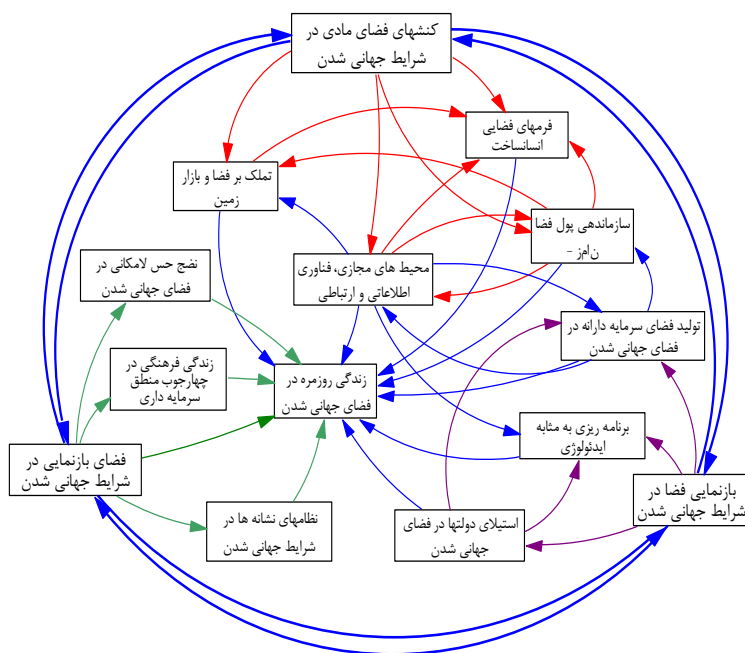 کنشهای فضای مادی در
شرایط جهانی شدن
فرمهای فضایی
انسانساخت
تملک بر فضا و بازار
زمین
سازماندهی پول فضا
- زمان
نضج حس لامکانی در
فضای جهانی شدن
محیط های مجازی، فناوری
اطلاعاتی و ارتباطی
تولید فضای سرمایه دارانه در
فضای جهانی شدن
زندگی فرهنگی در
چهارجوب منطق
سرمایه داری
زندگی روزمره در
فضای جهانی شدن
برنامه ریزی به مثابه
ایدئولوژی
فضای بازنمایی در
شرایط جهانی شدن
بازنمایی فضا در
شرایط جهانی شدن
نظامهای نشانه ها در
شرایط جهانی شدن
استیلای دولتها در فضای
جهانی شدن